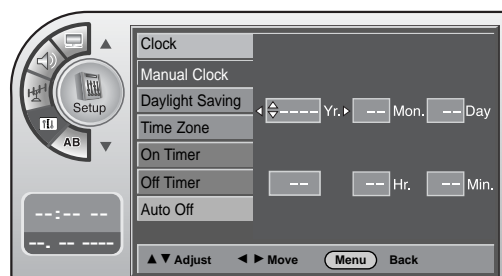 Clock
Manual Clock
Daylight Saving
Time Zone
On Timer
Off Timer
Auto Off
Setup
AB
---- Yr. -- Mon. -- Day
-- -- Hr. -- Min.
--:-- --
--. -- ----
▲▼ Adjust ◄ ► Move Menu Back